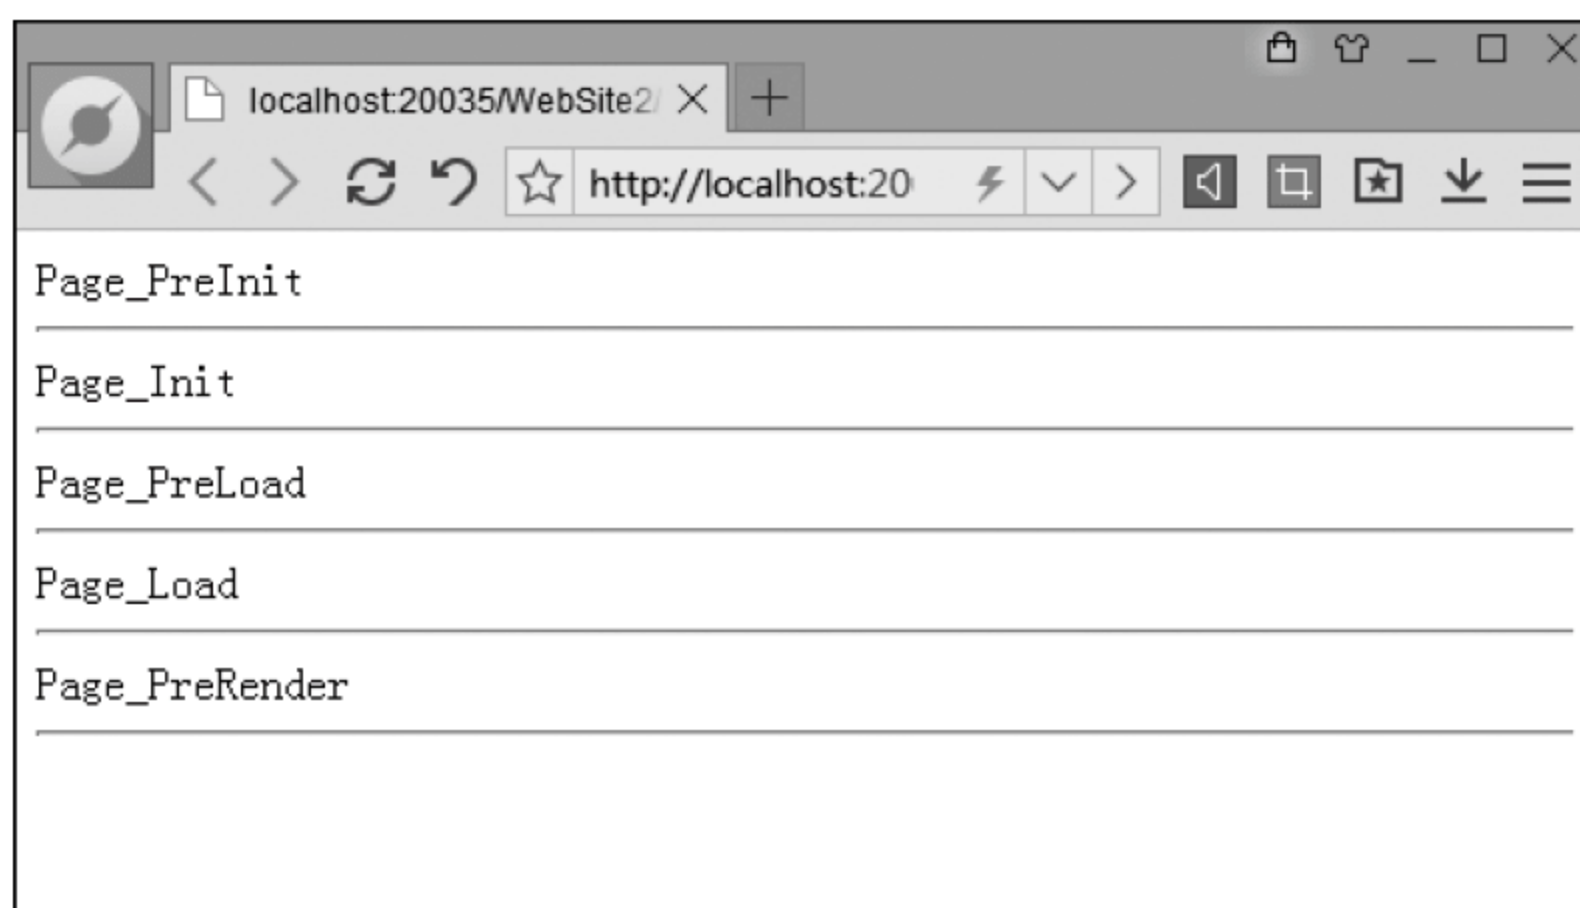 localhost:20035/WebSite2/
http://localhost:20
Page_PreInit
Page_Init
Page_PreLoad
Page_Load
Page_PreRender